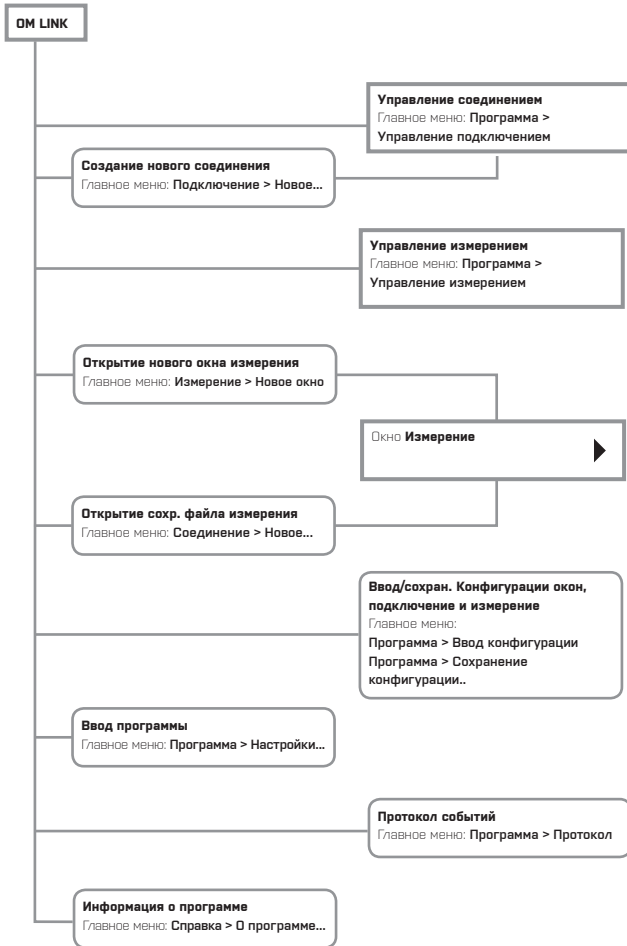 OM LINK
Управление соединением
Главное меню: Программа >
Управление подключением
Создание нового соединения
Главное меню: Подключение > Новое...
Управление измерением
Главное меню: Программа >
Управление измерением
Открытие нового окна измерения
Главное меню: Измерение > Новое окно
Окно Измерение
Открытие сохр. файла измерения
Главное меню: Соединение > Новое...
Ввод/сохран. Конфигурации окон,
подключение и измерение
Главное меню:
Программа > Ввод конфигурации
Программа > Сохранение
конфигурации..
Ввод программы
Главное меню: Программа > Настройки...
Протокол событий
Главное меню: Программа > Протокол
Информация о программе
Главное меню: Справка > О программе...